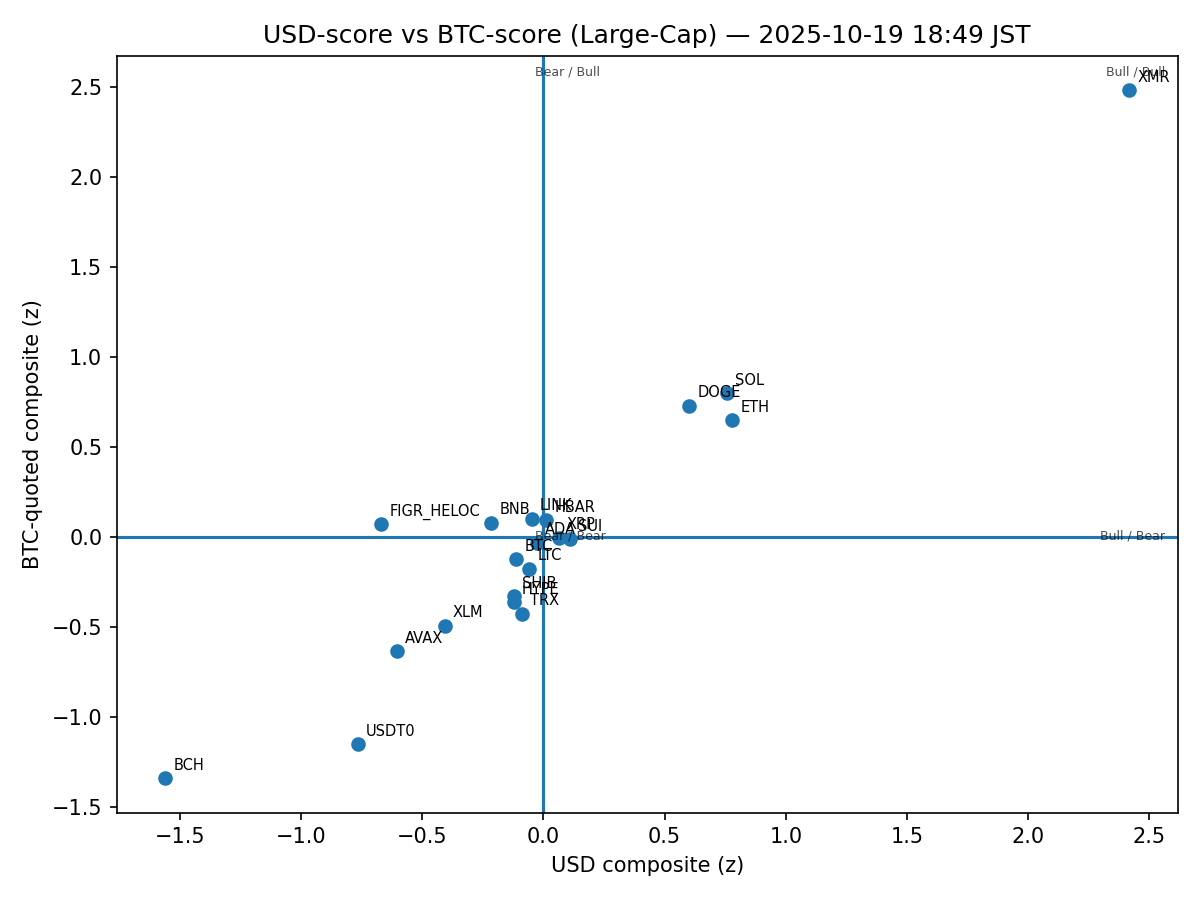 USD-score vs BTC-score (Large-Cap) — 2025-10-19 18:49 JST
Bear / Bull
Bull / Bull
XMR
SOL
DOGE
ETH
FIGR_HELOC
BNB
LINK
HBAR
XRP
SUI
ADA
Bear / Bear
Bull / Bear
BTC
LTC
SHIB
HYPE
TRX
XLM
AVAX
USDT0
BCH
2.5
2.0
1.5
1.0
0.5
0.0
−0.5
−1.0
−1.5
BTC-quoted composite (z)
−1.5 −1.0 −0.5 0.0 0.5 1.0 1.5 2.0 2.5
USD composite (z)